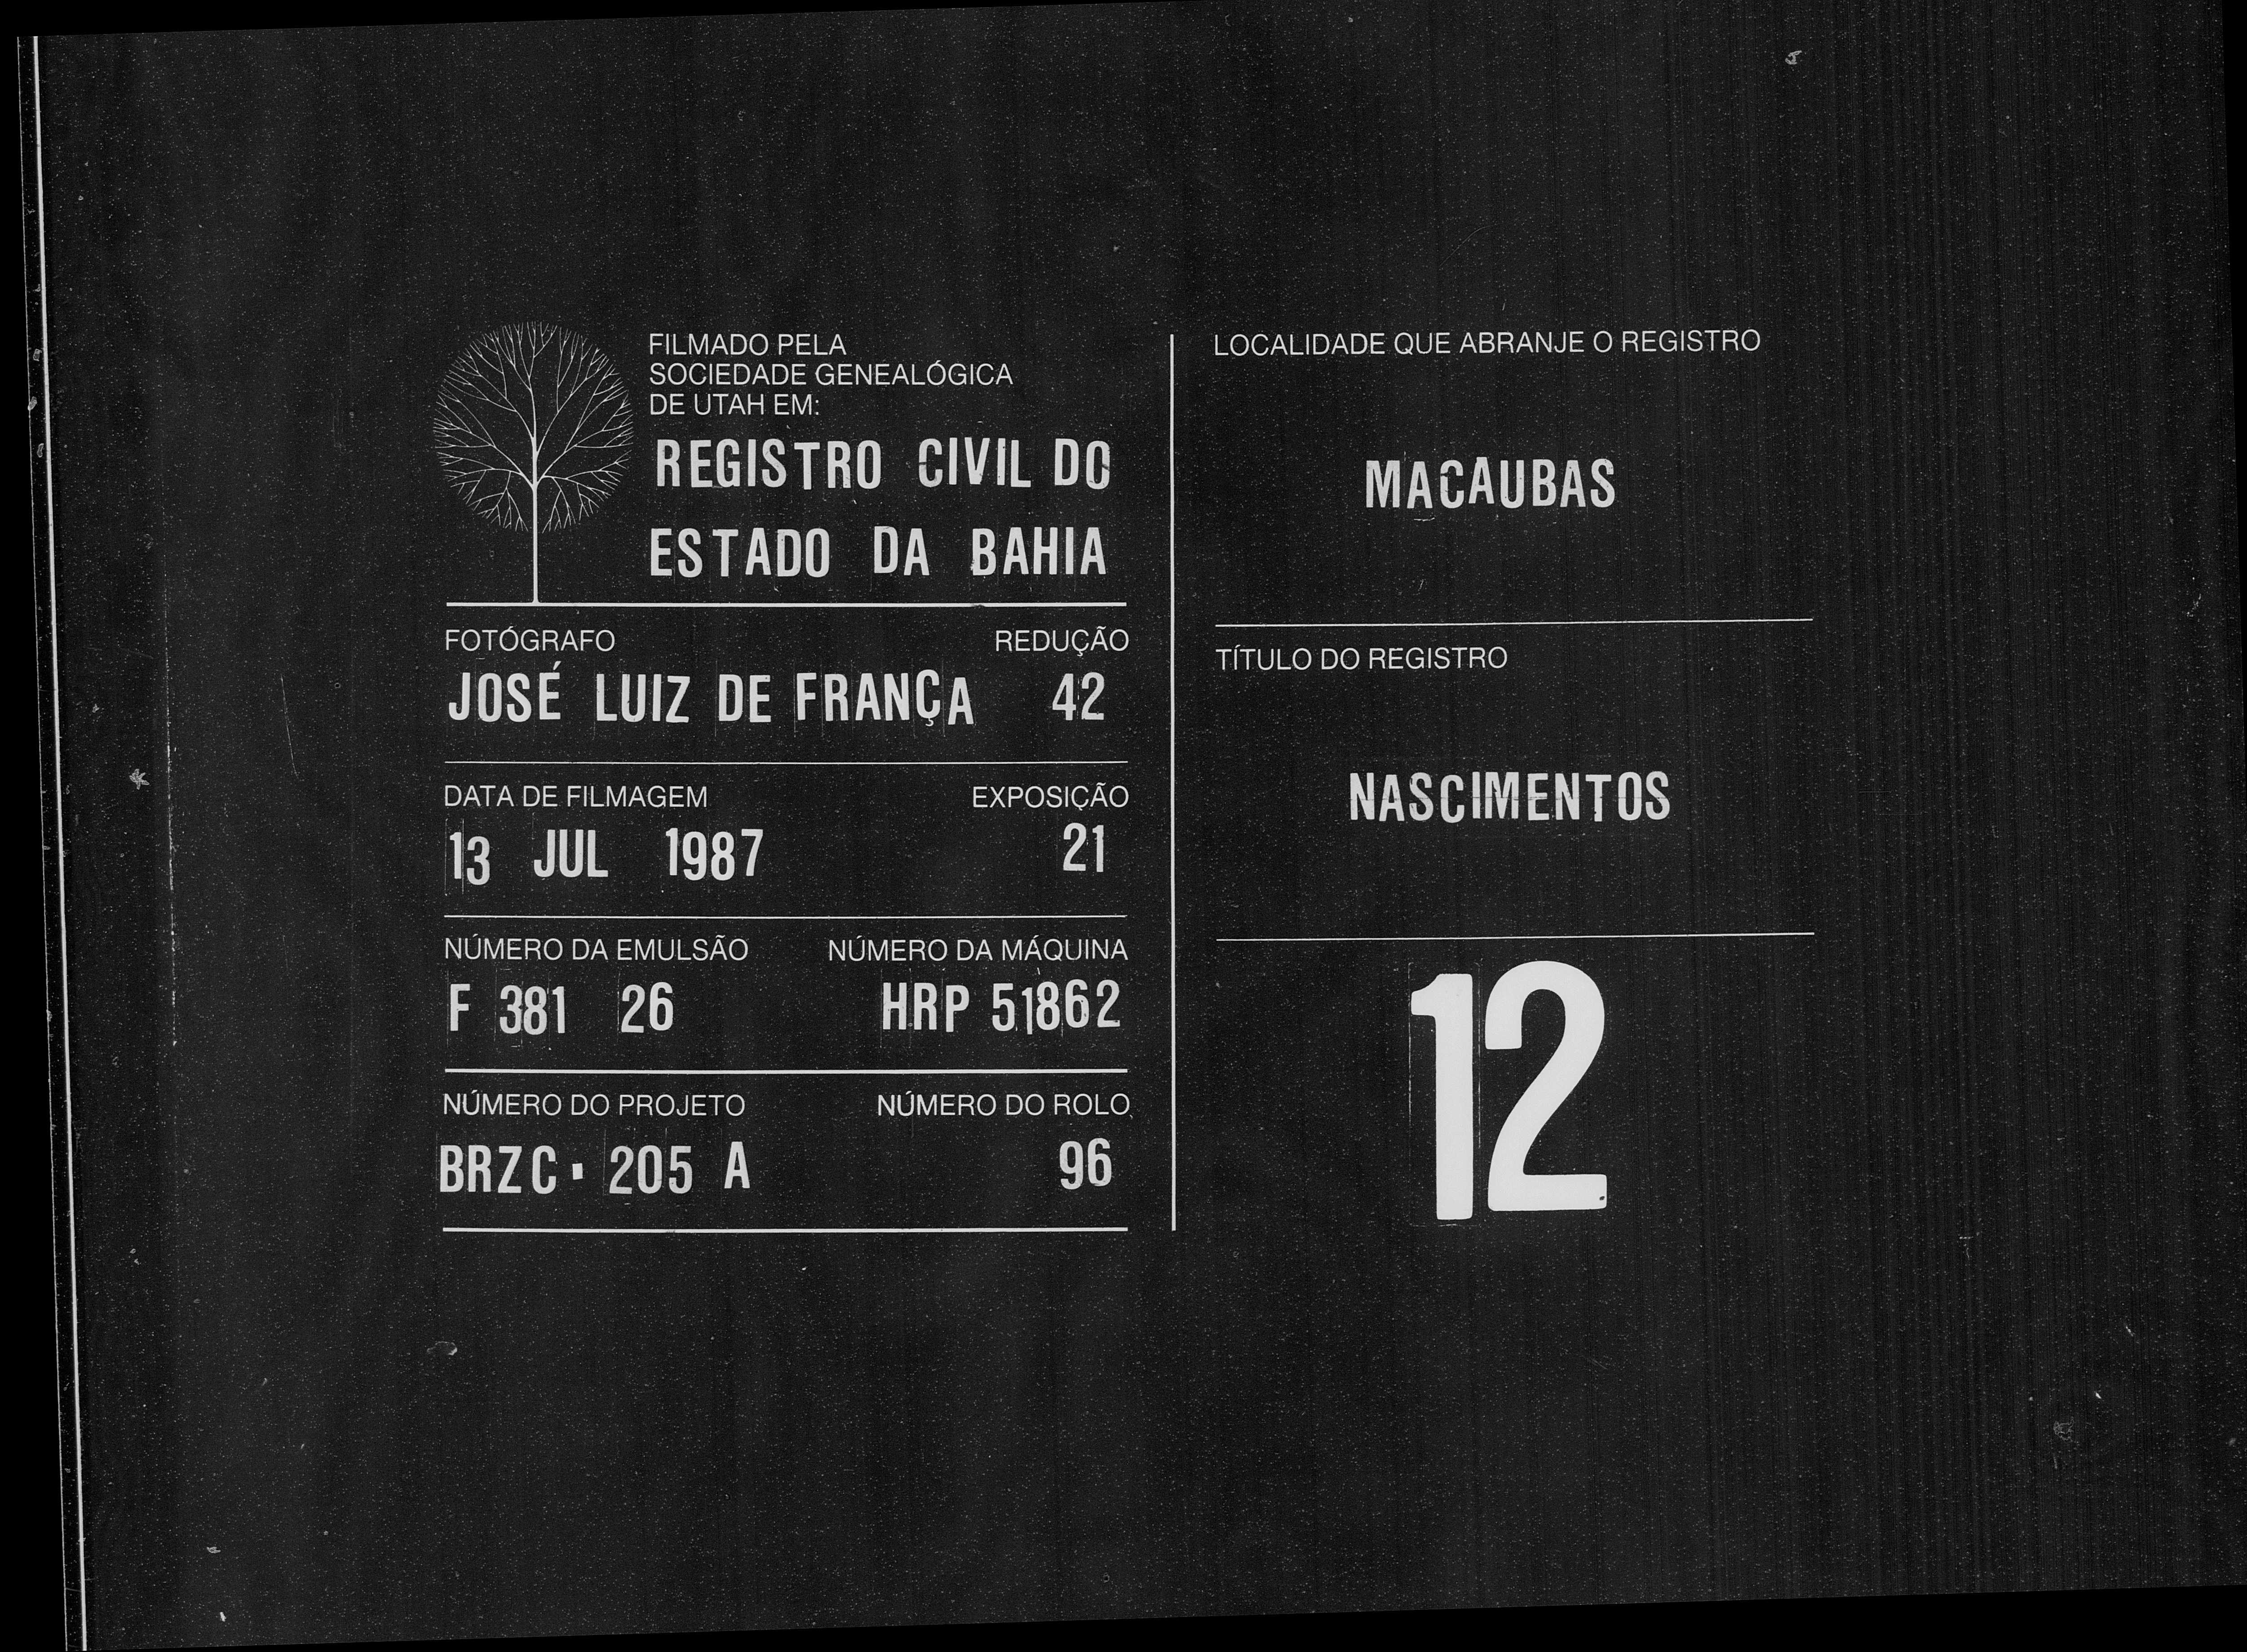 FILMADO PELA
SOCIEDADE GENEALÓGICA
DE UTAH EM:
REGISTRO CIVIL DO
ESTADO DA BAHIA
FOTÓGRAFO REDUÇÃO
JOSÉ LUIZ DE FRANÇA 42
DATA DE FILMAGEM EXPOSIÇÃO
13 JUL 1987 21
NÚMERO DA EMULSÃO NÚMERO DA MÁQUINA
F 381 26 HRP 51862
NÚMERO DO PROJETO NÚMERO DO ROLO
BRZC · 205 A 96
LOCALIDADE QUE ABRANJE O REGISTRO
MACAUBAS
TÍTULO DO REGISTRO
NASCIMENTOS
12